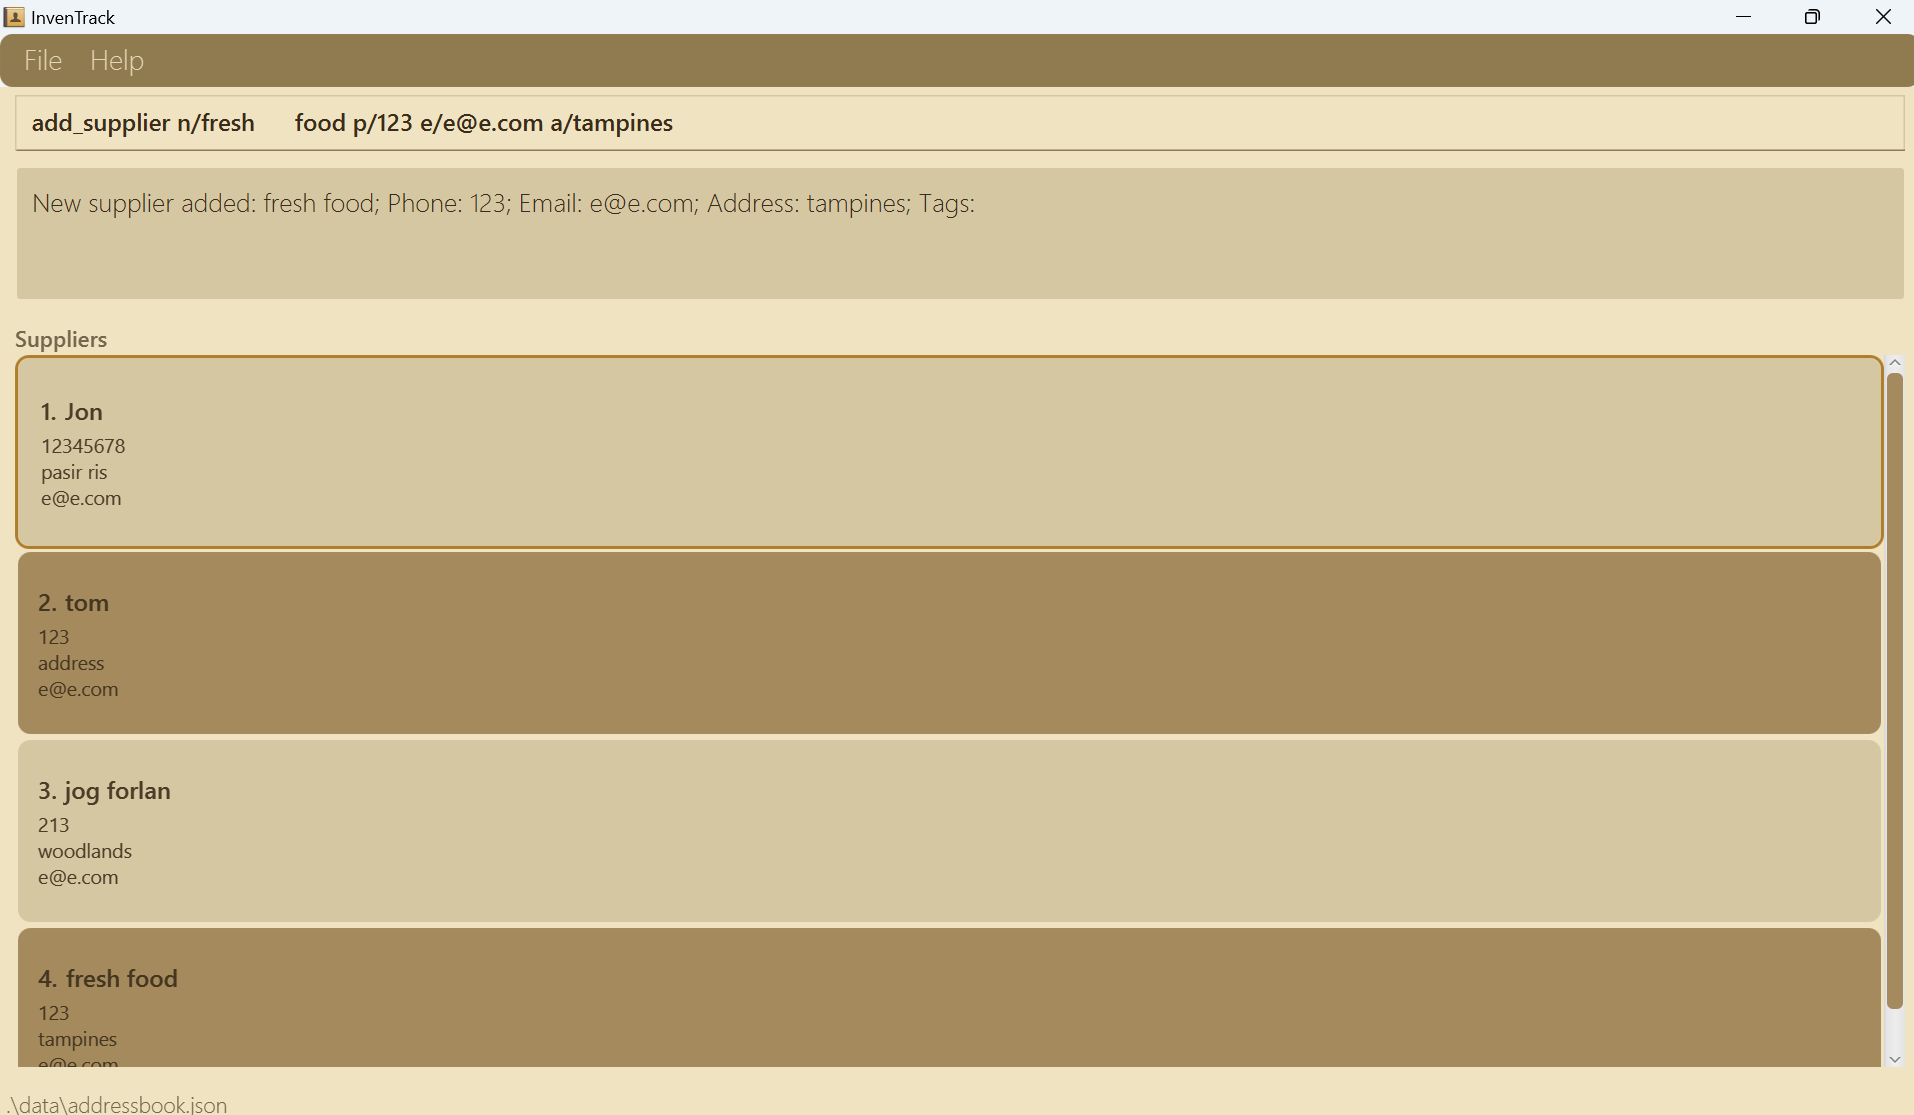 InvenTrack
File Help
add_supplier n/fresh      food p/123 e/e@e.com a/tampines
New supplier added: fresh food; Phone: 123; Email: e@e.com; Address: tampines; Tags:
Suppliers
1. Jon
12345678
pasir ris
e@e.com
2. tom
123
address
e@e.com
3. jog forlan
213
woodlands
e@e.com
4. fresh food
123
tampines
e@e.com
.\data\addressbook.json